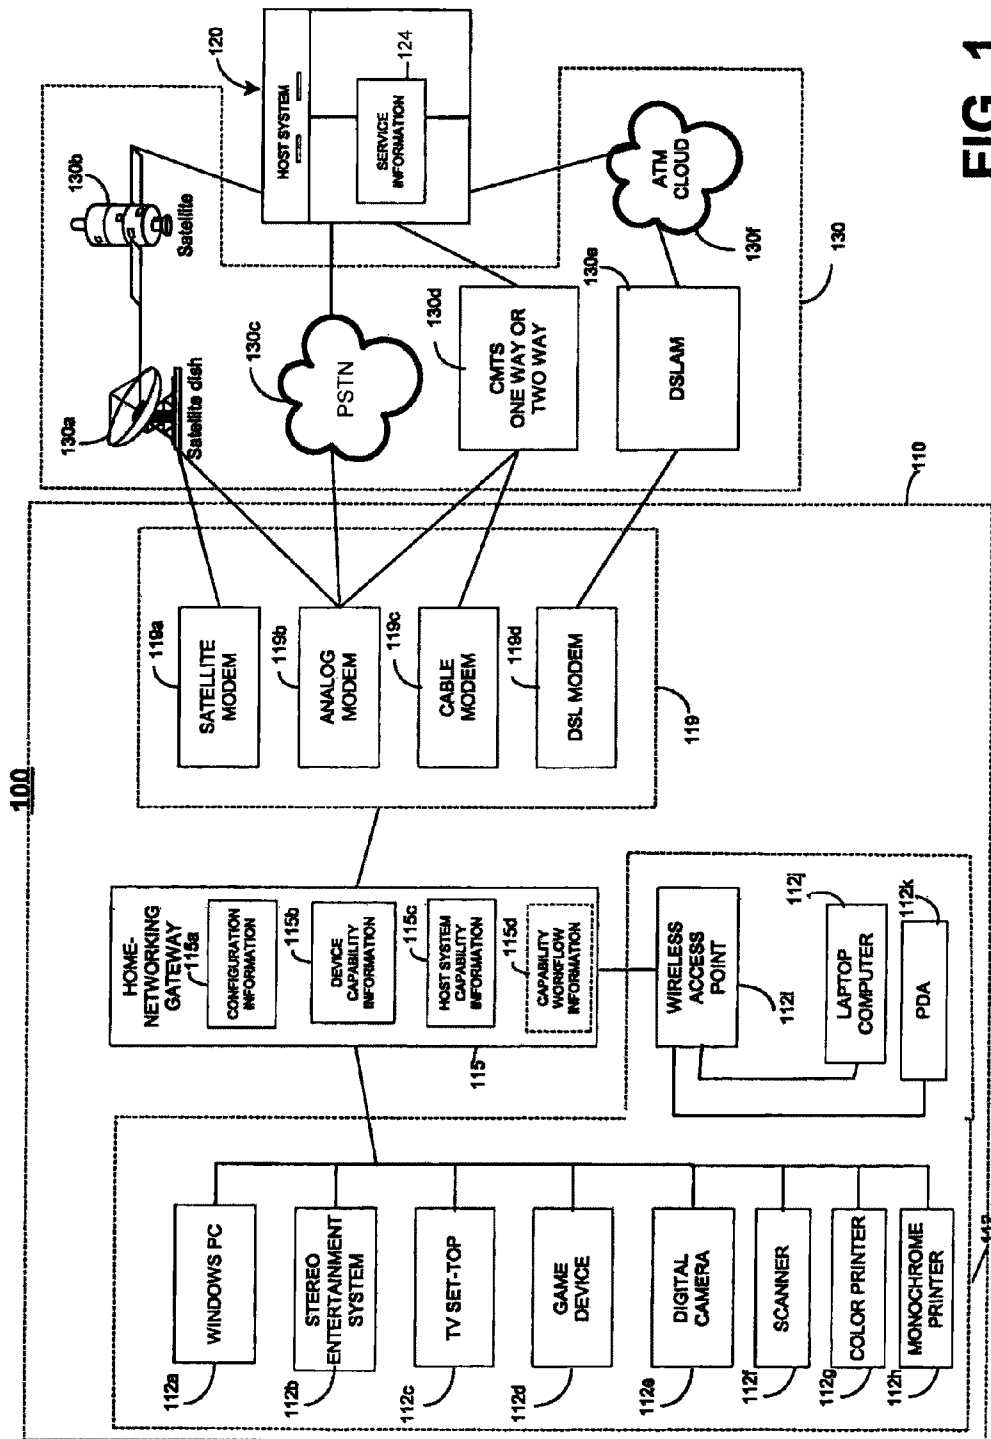 100
HOST SYSTEM
120
SERVICE
INFORMATION
124
130b
Satellite
130a
Satellite dish
130c
PSTN
130d
CMTS
ONE WAY OR
TWO WAY
130e
DSLAM
ATM
CLOUD
130f
130
110
119a
SATELLITE
MODEM
119b
ANALOG
MODEM
119c
CABLE
MODEM
119d
DSL MODEM
119
HOME-
NETWORKING
GATEWAY
115a
CONFIGURATION
INFORMATION
115b
DEVICE
CAPABILITY
INFORMATION
115c
HOST SYSTEM
CAPABILITY
INFORMATION
115d
CAPABILITY
WORKFLOW
INFORMATION
115
WIRELESS
ACCESS
POINT
112i
112j
LAPTOP
COMPUTER
112k
PDA
WINDOWS PC
112a
STEREO
ENTERTAINMENT
SYSTEM
112b
TV SET-TOP
112c
GAME
DEVICE
112d
DIGITAL
CAMERA
112e
SCANNER
112f
COLOR PRINTER
112g
MONOCHROME
PRINTER
112h
112
FIG 1